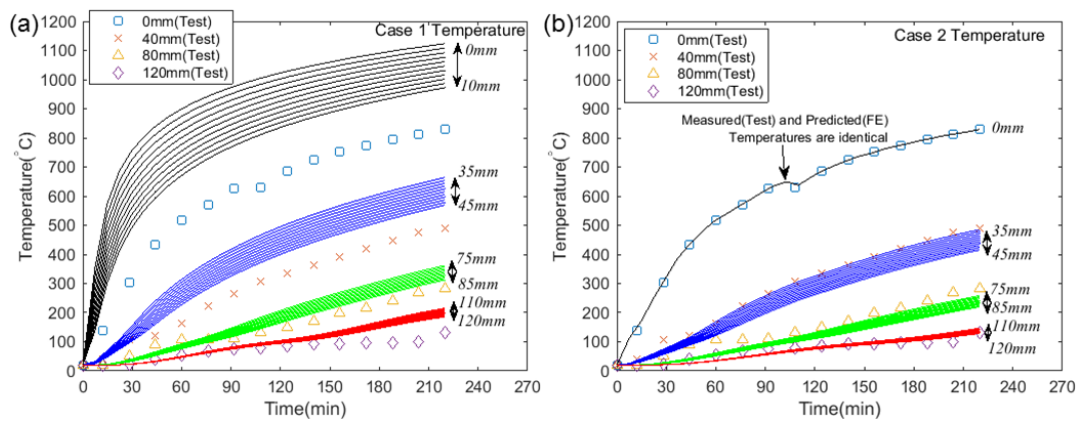 (a)
Case 1 Temperature
0mm(Test)
40mm(Test)
80mm(Test)
120mm(Test)
0mm
10mm
35mm
45mm
75mm
85mm
110mm
120mm
Temperature(°C)
1200
1100
1000
900
800
700
600
500
400
300
200
100
0
0 30 60 90 120 150 180 210 240 270
Time(min)
(b)
Case 2 Temperature
0mm(Test)
40mm(Test)
80mm(Test)
120mm(Test)
Measured(Test) and Predicted(FE)
Temperatures are identical
0mm
35mm
45mm
75mm
85mm
110mm
120mm
Temperature(°C)
1200
1100
1000
900
800
700
600
500
400
300
200
100
0
0 30 60 90 120 150 180 210 240 270
Time(min)